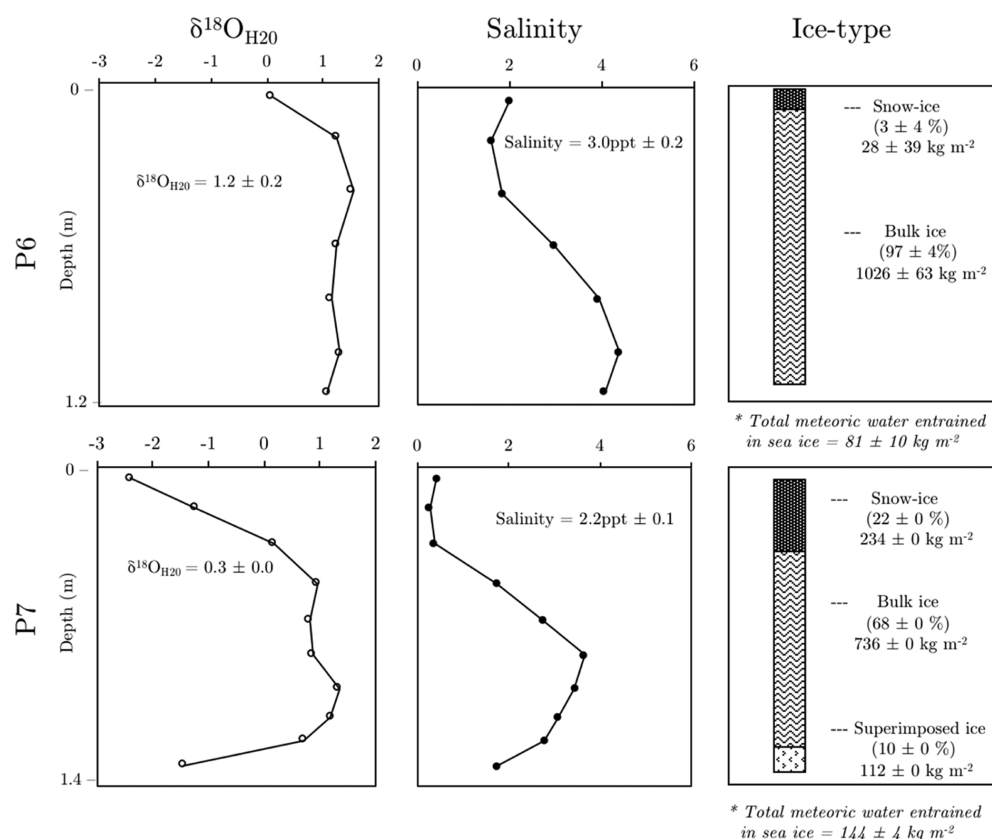 δ¹⁸O_H20 Salinity Ice-type
-3 -2 -1 0 1 2
0 2 4 6
0
δ¹⁸O_H20 = 1.2 ± 0.2
Salinity = 3.0ppt ± 0.2
--- Snow-ice
(3 ± 4 %)
28 ± 39 kg m⁻²
P6
Depth (m)
--- Bulk ice
(97 ± 4%)
1026 ± 63 kg m⁻²
1.2
* Total meteoric water entrained
in sea ice = 81 ± 10 kg m⁻²
-3 -2 -1 0 1 2
0 2 4 6
0
δ¹⁸O_H20 = 0.3 ± 0.0
Salinity = 2.2ppt ± 0.1
--- Snow-ice
(22 ± 0 %)
234 ± 0 kg m⁻²
P7
Depth (m)
--- Bulk ice
(68 ± 0 %)
736 ± 0 kg m⁻²
--- Superimposed ice
(10 ± 0 %)
112 ± 0 kg m⁻²
1.4
* Total meteoric water entrained
in sea ice = 144 ± 4 kg m⁻²